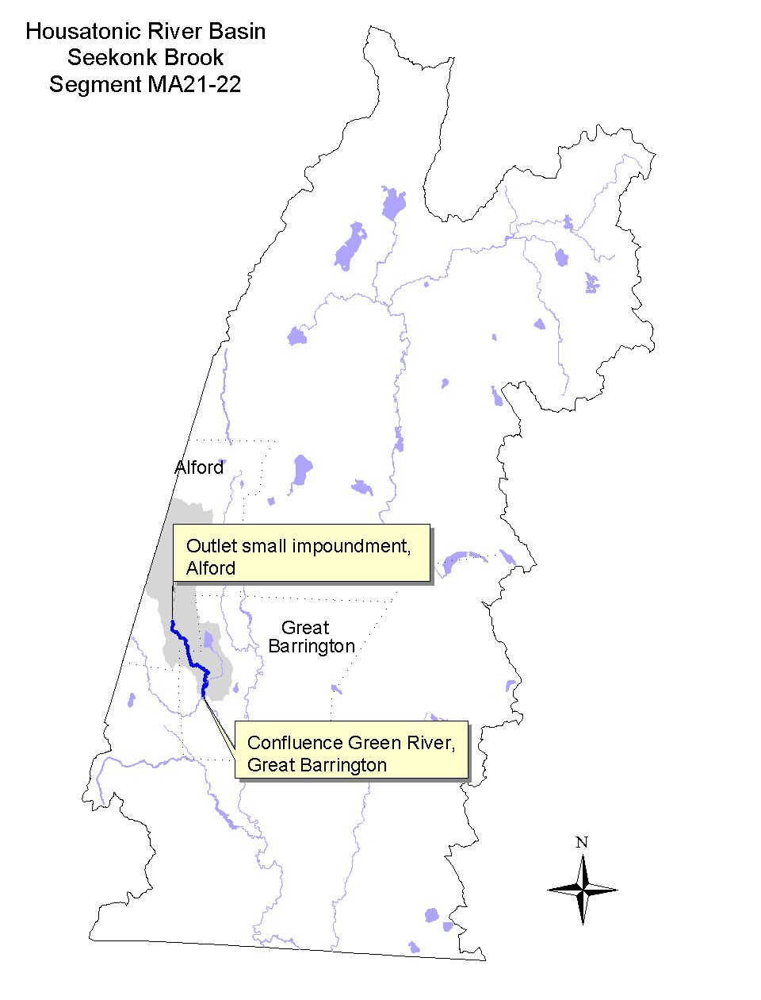 Housatonic River Basin
Seekonk Brook
Segment MA21-22
Alford
Outlet small impoundment,
Alford
Great
Barrington
Confluence Green River,
Great Barrington
N